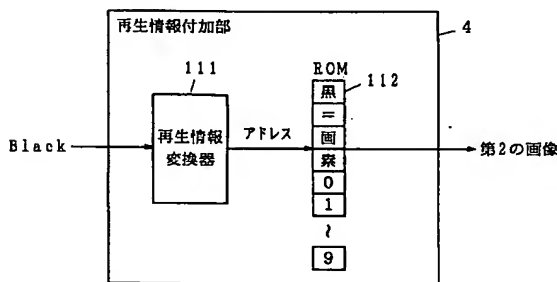 再生情報付加部
4
111
ROM
112
黒
=
画
素
0
1
~
9
Black
再生情報
変換器
アドレス
第2の画像